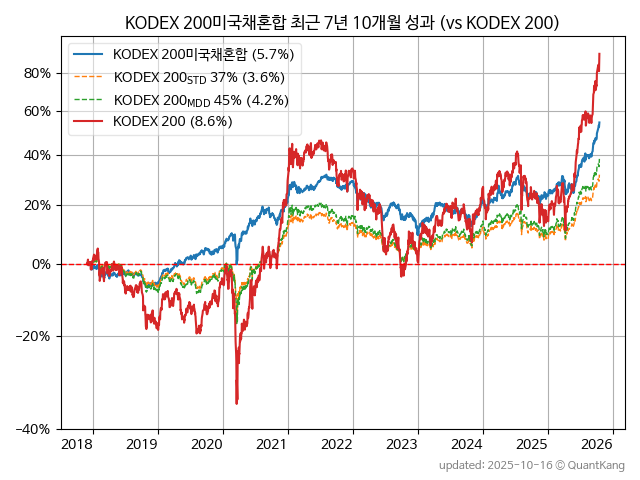 KODEX 200미국채혼합 최근 7년 10개월 성과 (vs KODEX 200)
KODEX 200미국채혼합 (5.7%)
KODEX 200STD 37% (3.6%)
KODEX 200MDD 45% (4.2%)
KODEX 200 (8.6%)
80%
60%
40%
20%
0%
−20%
−40%
2018 2019 2020 2021 2022 2023 2024 2025 2026
updated: 2025-10-16 © QuantKang